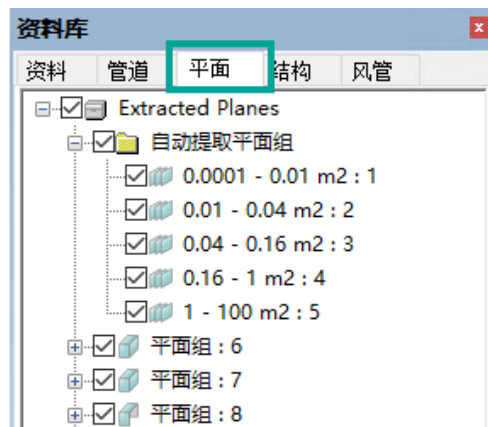 资料库
资料 管道 平面 结构 风管
Extracted Planes
自动提取平面组
0.0001 - 0.01 m2 : 1
0.01 - 0.04 m2 : 2
0.04 - 0.16 m2 : 3
0.16 - 1 m2 : 4
1 - 100 m2 : 5
平面组 : 6
平面组 : 7
平面组 : 8